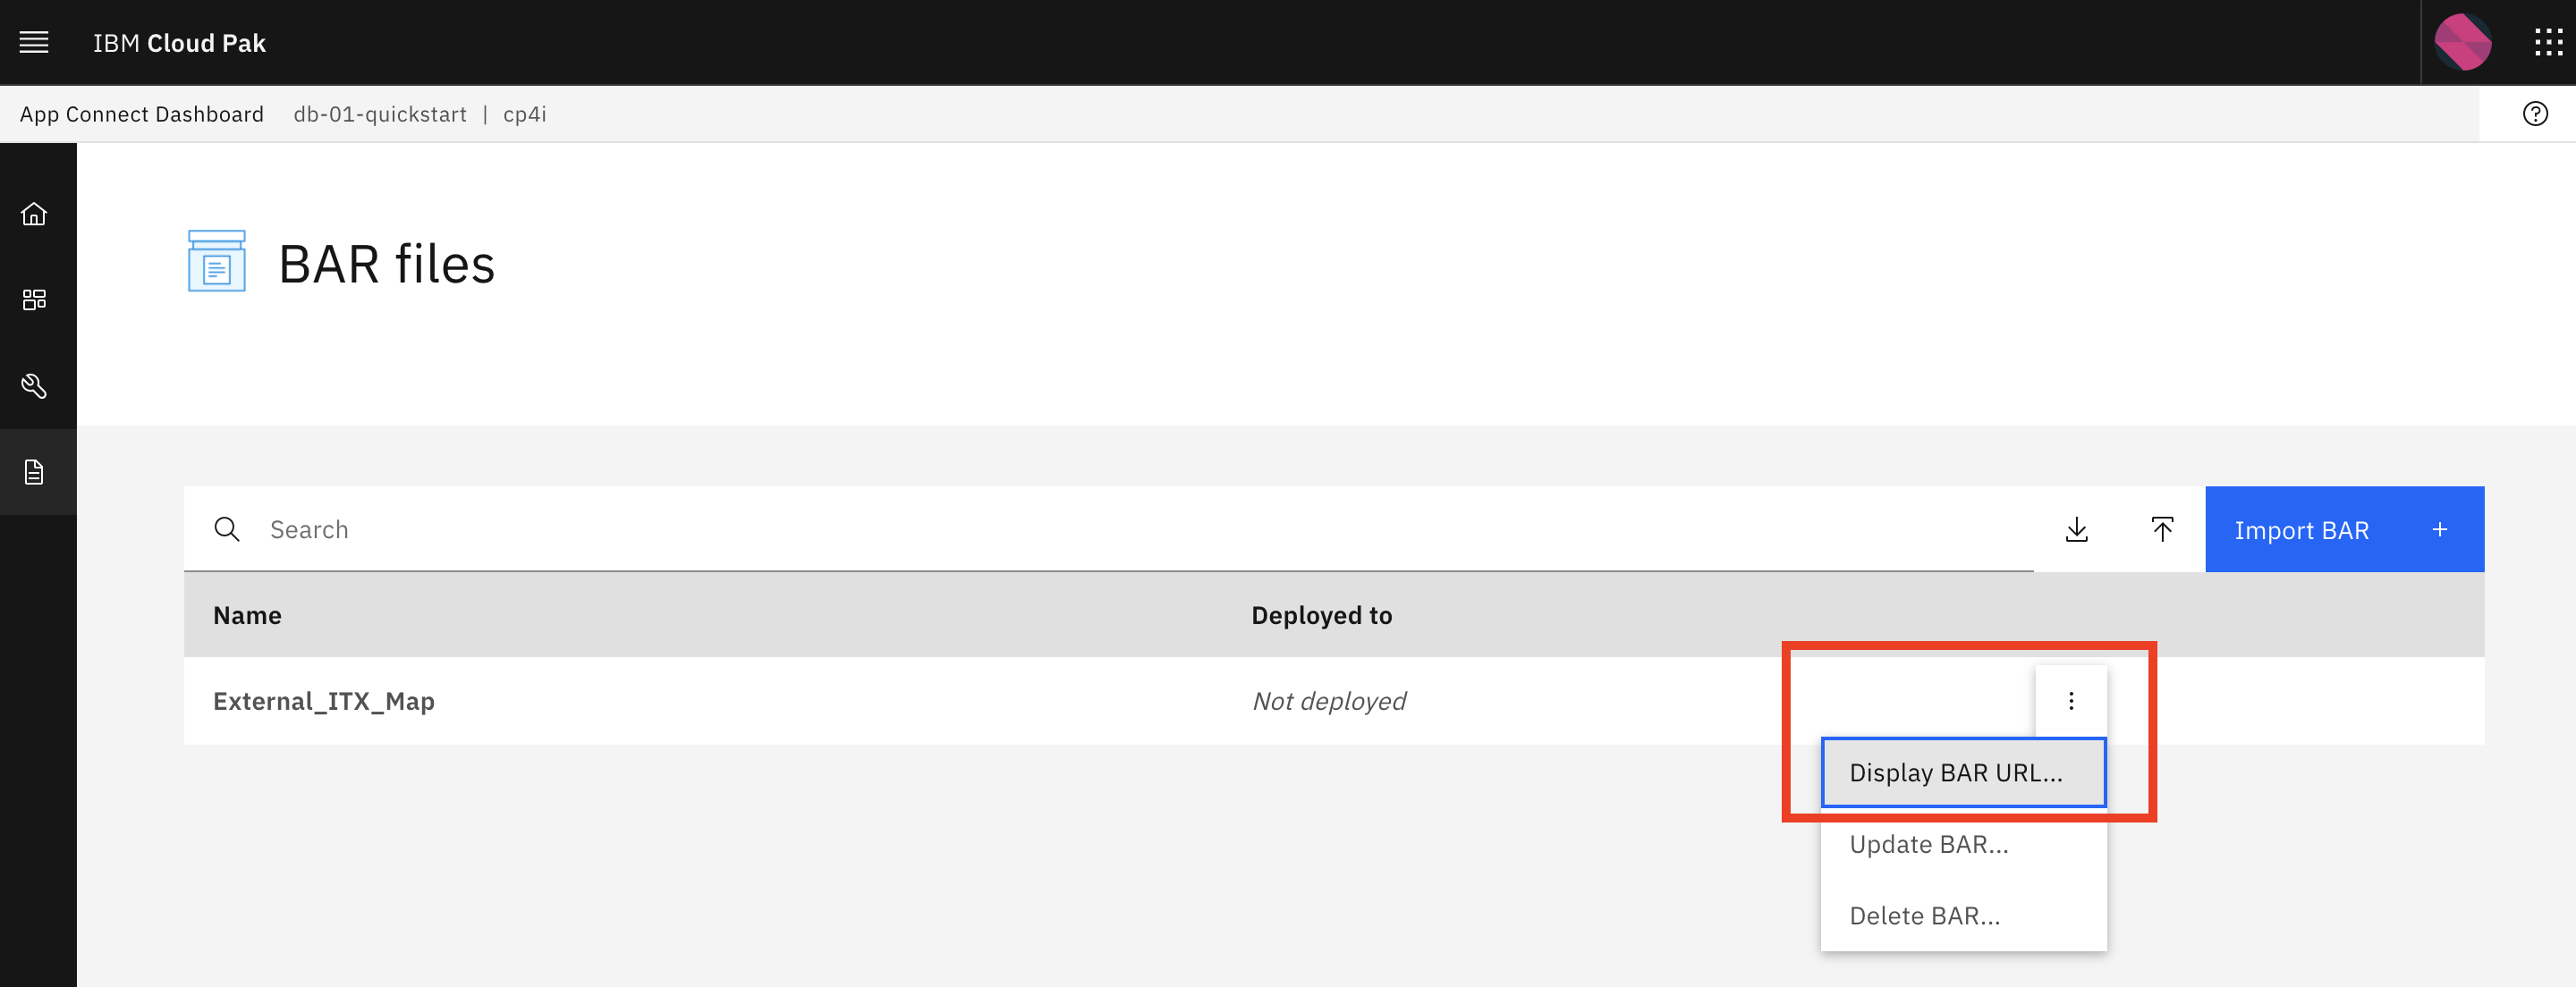 IBM Cloud Pak
App Connect Dashboard db-01-quickstart | cp4i
BAR files
Search
Import BAR +
Name Deployed to
External_ITX_Map Not deployed
Display BAR URL...
Update BAR...
Delete BAR...